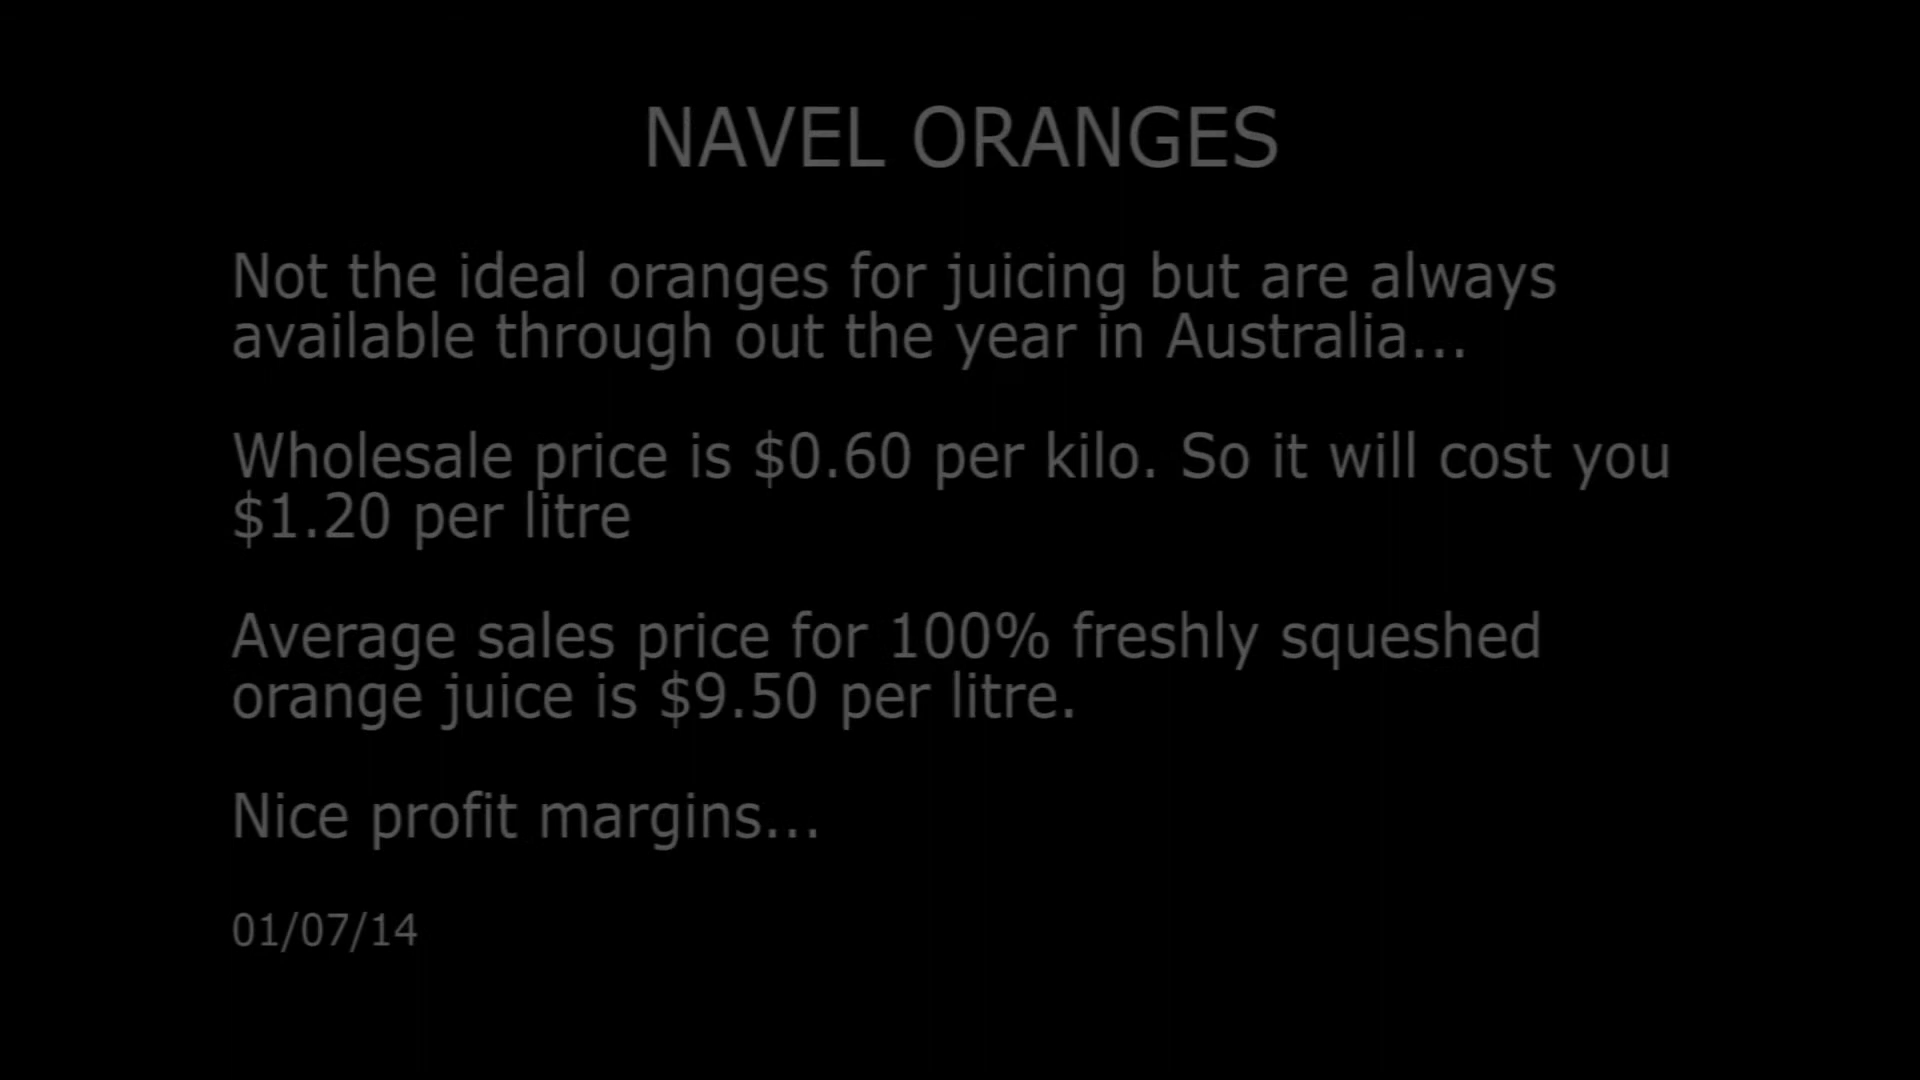 NAVEL ORANGES
Not the ideal oranges for juicing but are always
available through out the year in Australia...
Wholesale price is $0.60 per kilo. So it will cost you
$1.20 per litre
Average sales price for 100% freshly squeshed
orange juice is $9.50 per litre.
Nice profit margins...
01/07/14